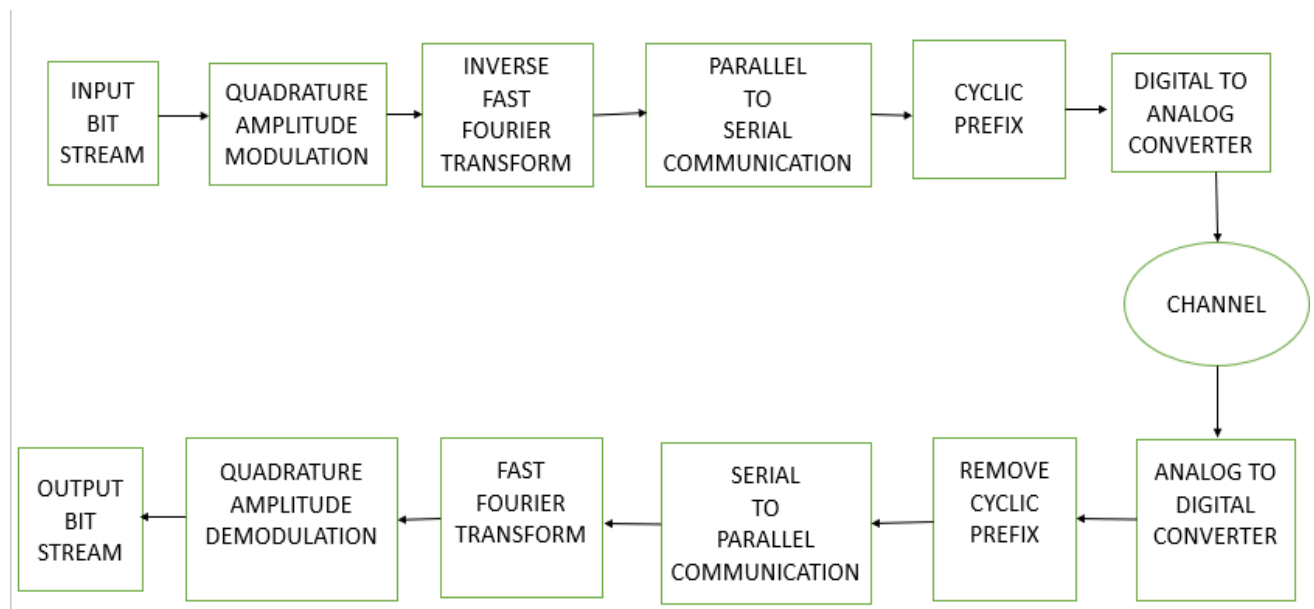 INPUT
BIT
STREAM
QUADRATURE
AMPLITUDE
MODULATION
INVERSE
FAST
FOURIER
TRANSFORM
PARALLEL
TO
SERIAL
COMMUNICATION
CYCLIC
PREFIX
DIGITAL TO
ANALOG
CONVERTER
CHANNEL
ANALOG TO
DIGITAL
CONVERTER
REMOVE
CYCLIC
PREFIX
SERIAL
TO
PARALLEL
COMMUNICATION
FAST
FOURIER
TRANSFORM
QUADRATURE
AMPLITUDE
DEMODULATION
OUTPUT
BIT
STREAM